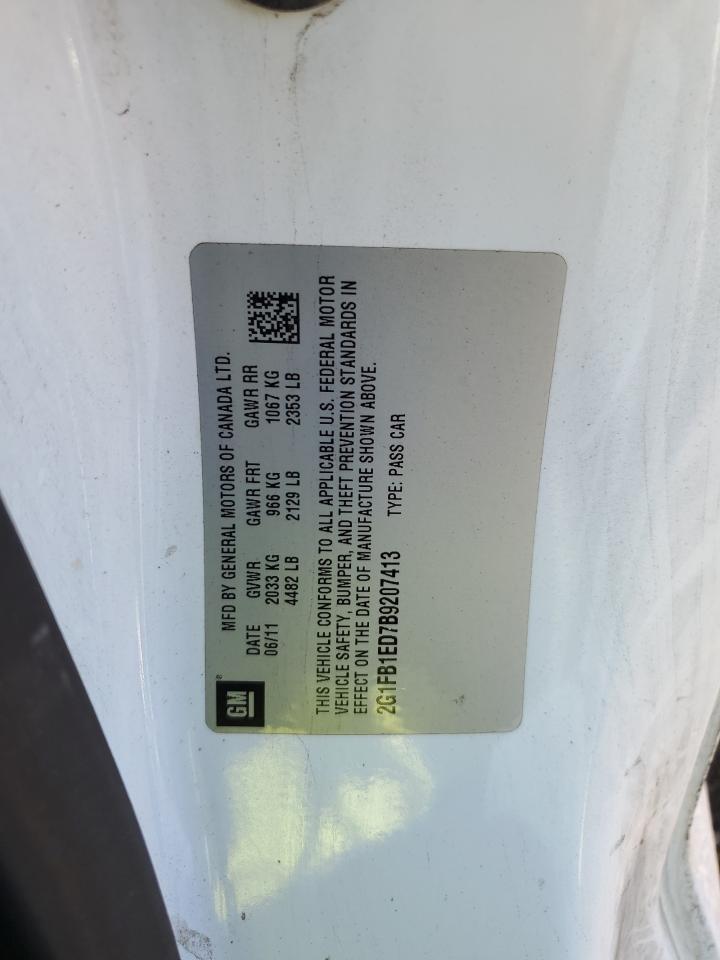 GM®
MFD BY GENERAL MOTORS OF CANADA LTD.
DATE GVWR GAWR FRT GAWR RR
06/11 2033 KG 966 KG 1067 KG
4482 LB 2129 LB 2353 LB
THIS VEHICLE CONFORMS TO ALL APPLICABLE U.S. FEDERAL MOTOR
VEHICLE SAFETY, BUMPER, AND THEFT PREVENTION STANDARDS IN
EFFECT ON THE DATE OF MANUFACTURE SHOWN ABOVE.
2G1FB1ED7B9207413 TYPE: PASS CAR